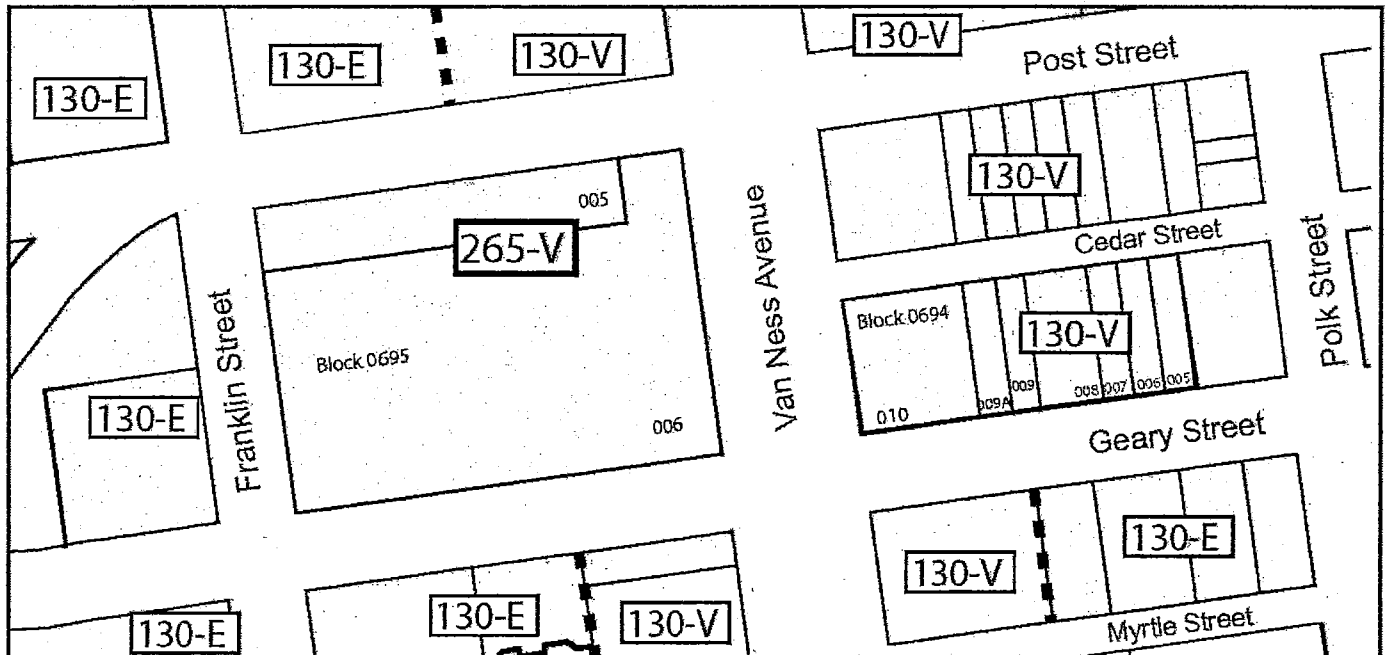 130-V
Post Street
130-E
130-V
130-E
130-V
005
265-V
Cedar Street
Van Ness Avenue
Polk Street
Franklin Street
Block 0695
006
Block 0694
130-V
010
009A
009
008
007
006
005
130-E
Geary Street
130-V
130-E
130-E
130-V
130-E
Myrtle Street